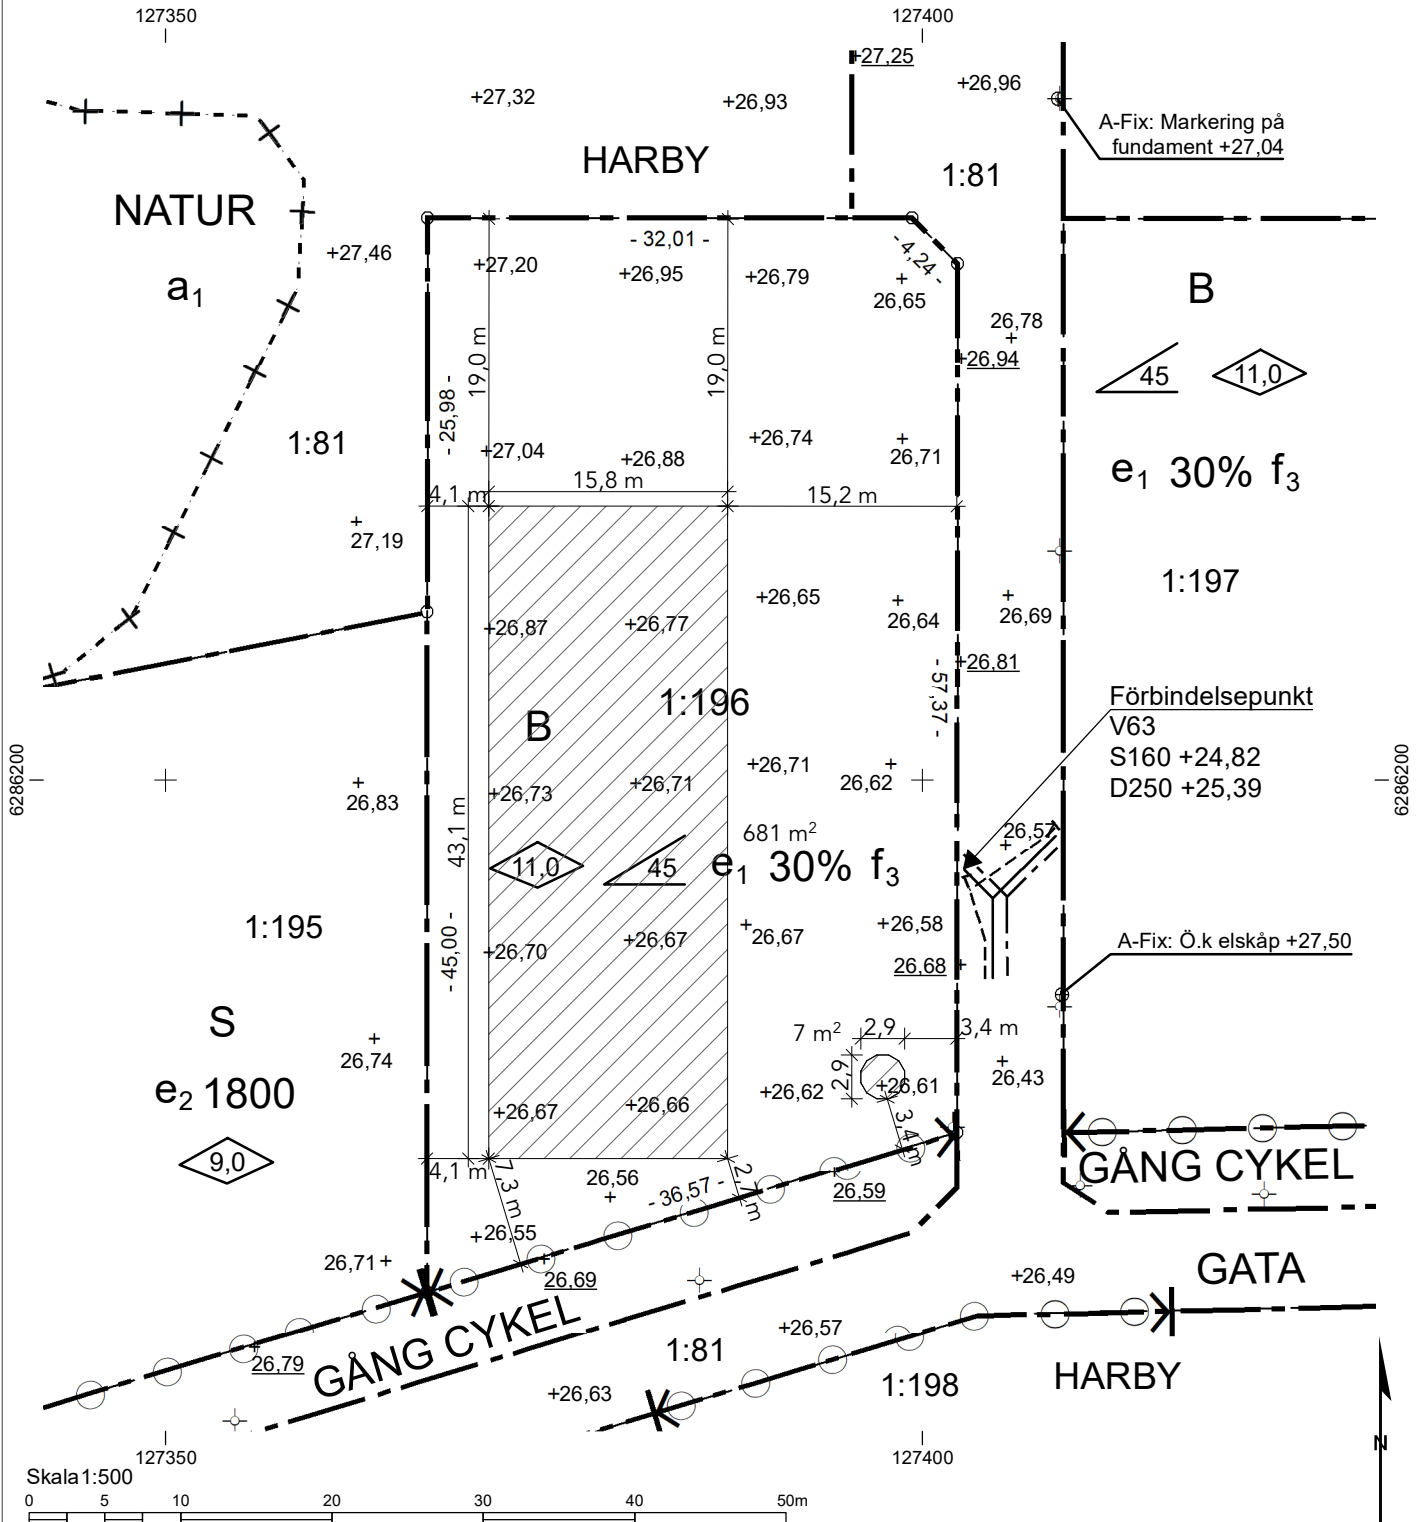 127350
127400
+27,25
+26,96
+27,32
+26,93
A-Fix: Markering på
fundament +27,04
HARBY
1:81
NATUR
+27,46
- 32,01 -
- 4,24 -
+27,20
+26,95
+26,79
26,65
a1
B
26,78
+26,94
45
11,0
19,0 m
19,0 m
- 25,98 -
1:81
+27,04
+26,88
+26,74
26,71
e1 30% f3
4,1 m
15,8 m
15,2 m
27,19
1:197
+26,87
+26,77
+26,65
26,64
26,69
+26,81
- 57,37 -
1:196
B
Förbindelsepunkt
V63
S160 +24,82
D250 +25,39
6286200
6286200
26,83
+26,73
+26,71
+26,71
26,62
43,1 m
681 m2
26,57
11,0
45
e1 30% f3
1:195
- 45,00 -
+26,70
+26,67
26,67
+26,58
26,68
A-Fix: Ö.k elskåp +27,50
S
26,74
7 m2
2,9
3,4 m
2,9
e2 1800
+26,67
+26,66
+26,62
+26,61
26,43
3,4 m
9,0
4,1 m
7,3 m
26,56
- 36,57 -
2,7 m
26,59
GÅNG CYKEL
+26,55
26,71
26,69
GATA
+26,49
GÅNG CYKEL
26,79
1:81
+26,57
+26,63
1:198
HARBY
127350
127400
N
Skala 1:500
0
5
10
20
30
40
50m